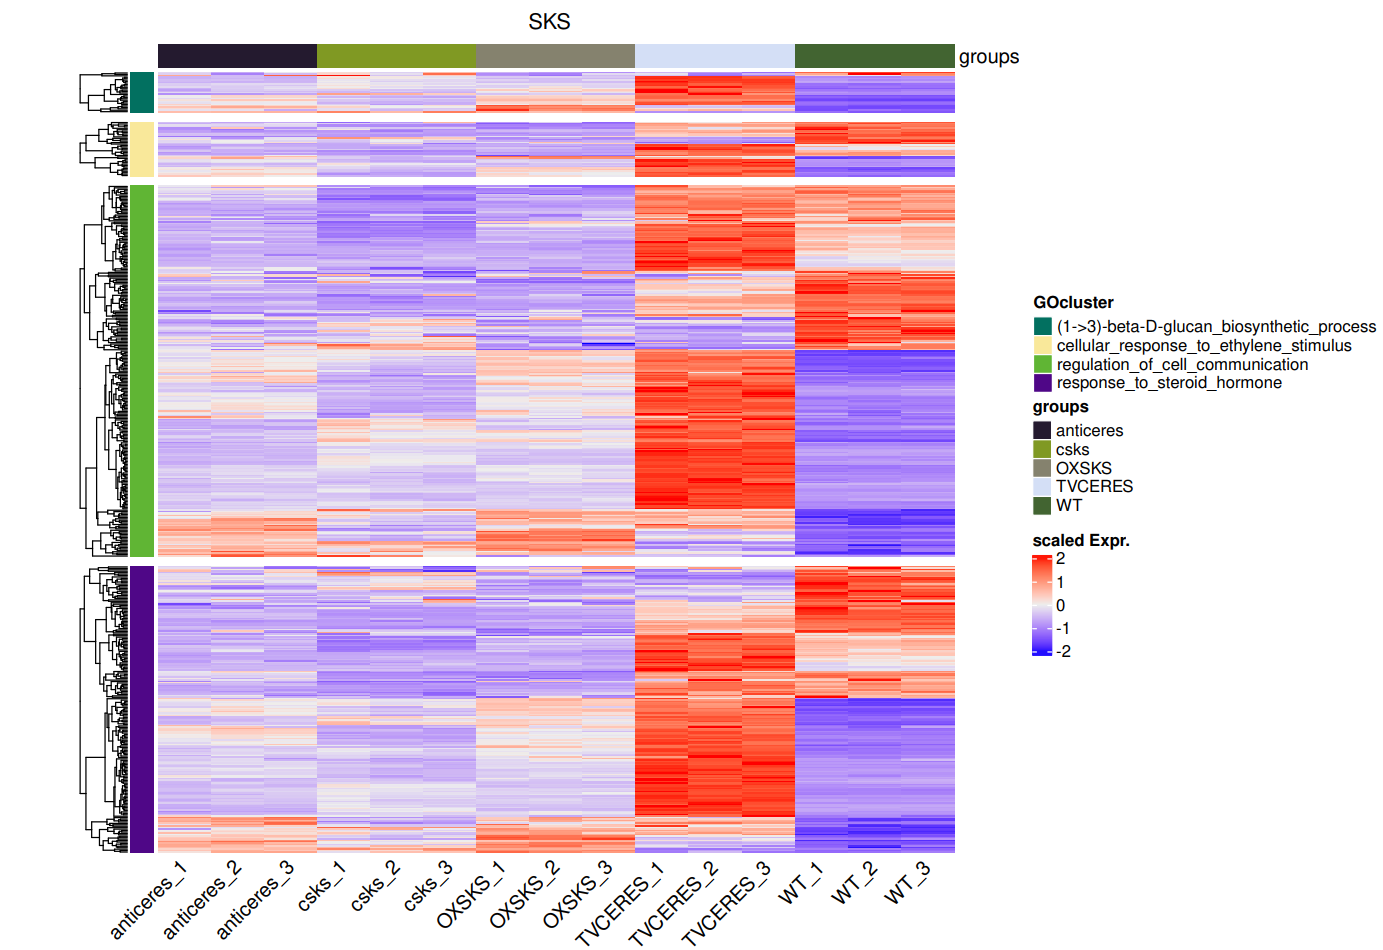 SKS
groups
GOcluster
(1->3)-beta-D-glucan_biosynthetic_process
cellular_response_to_ethylene_stimulus
regulation_of_cell_communication
response_to_steroid_hormone
groups
anticeres
csks
OXSKS
TVCERES
WT
scaled Expr.
2
1
0
-1
-2
anticeres_1
anticeres_2
anticeres_3
csks_1
csks_2
csks_3
OXSKS_1
OXSKS_2
OXSKS_3
TVCERES_1
TVCERES_2
TVCERES_3
WT_1
WT_2
WT_3